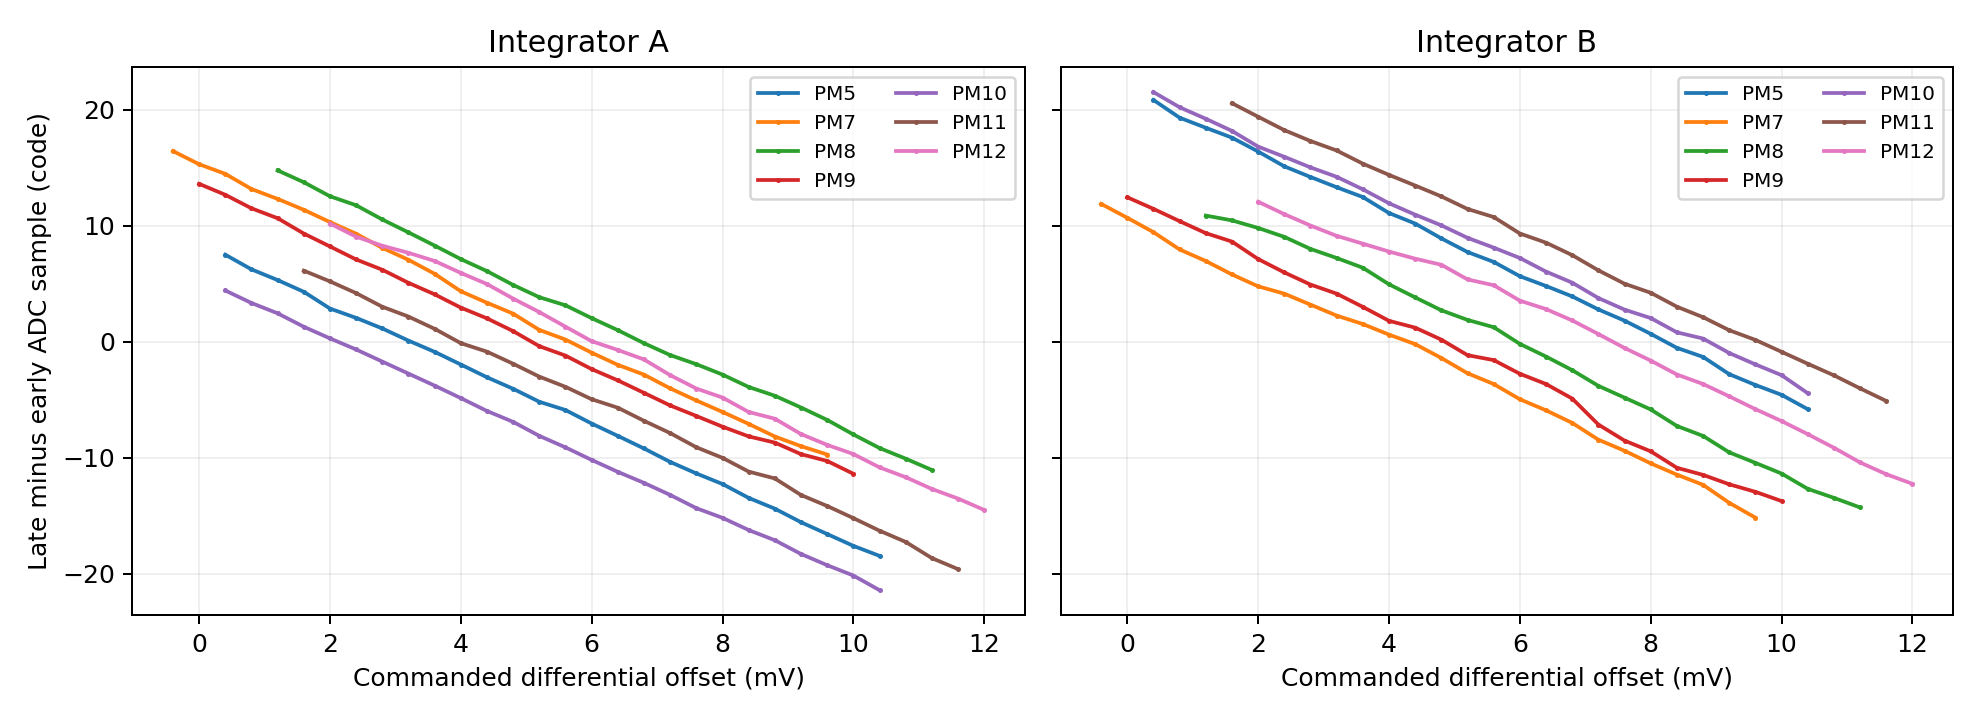 Integrator A
Integrator B
Late minus early ADC sample (code)
20
10
0
−10
−20
PM5
PM7
PM8
PM9
PM10
PM11
PM12
0 2 4 6 8 10 12
Commanded differential offset (mV)
PM5
PM7
PM8
PM9
PM10
PM11
PM12
0 2 4 6 8 10 12
Commanded differential offset (mV)